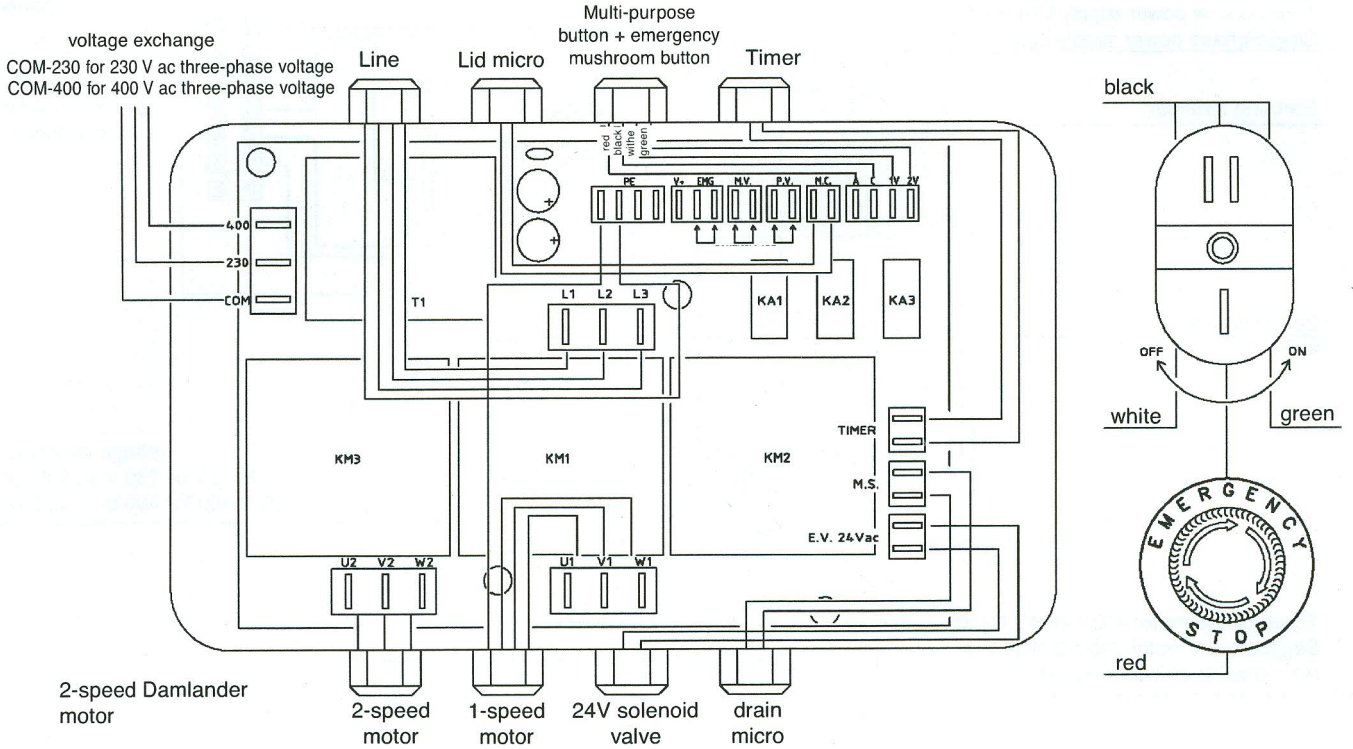 voltage exchange
COM-230 for 230 V ac three-phase voltage
COM-400 for 400 V ac three-phase voltage
Line
Lid micro
Multi-purpose
button + emergency
mushroom button
Timer
black
red
black
withe
green
PE
V+
EMG
M.V.
P.V.
M.C.
A
C
1V
2V
400
230
COM
T1
L1
L2
L3
KA1
KA2
KA3
OFF
ON
white
green
TIMER
KM3
KM1
KM2
M.S.
E.V. 24Vac
U2
V2
W2
U1
V1
W1
EMERGENCY
STOP
red
2-speed Damlander
motor
2-speed
motor
1-speed
motor
24V solenoid
valve
drain
micro